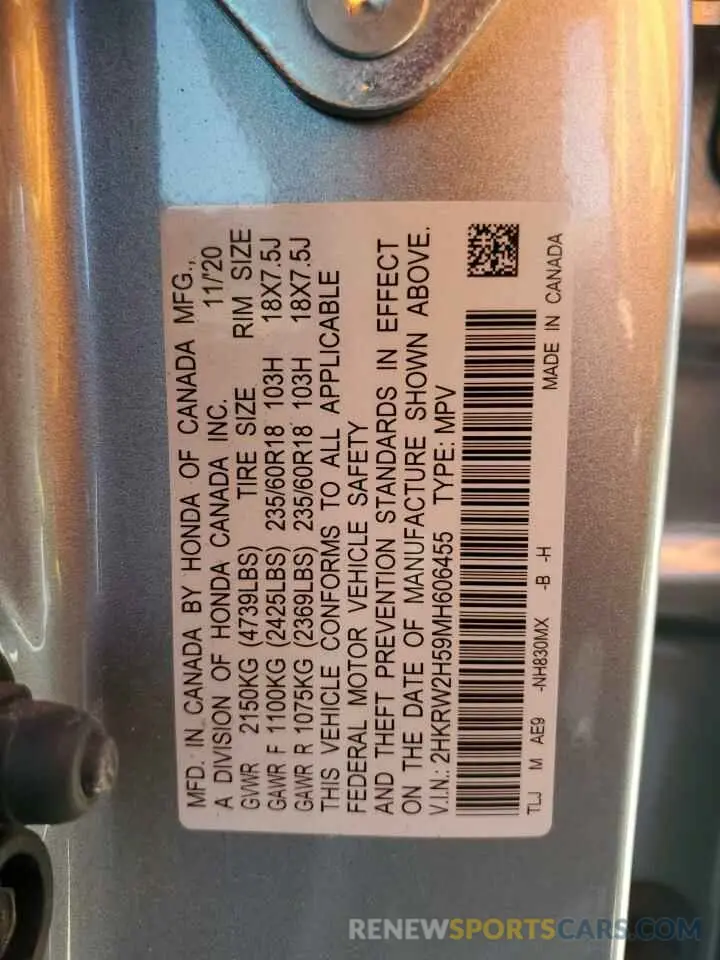 MFD. IN CANADA BY HONDA OF CANADA MFG.,
A DIVISION OF HONDA CANADA INC. 11/'20
GVWR 2150KG (4739LBS) TIRE SIZE RIM SIZE
GAWR F 1100KG (2425LBS) 235/60R18 103H 18X7.5J
GAWR R 1075KG (2369LBS) 235/60R18 103H 18X7.5J
THIS VEHICLE CONFORMS TO ALL APPLICABLE
FEDERAL MOTOR VEHICLE SAFETY
AND THEFT PREVENTION STANDARDS IN EFFECT
ON THE DATE OF MANUFACTURE SHOWN ABOVE.
V.I.N.: 2HKRW2H59MH606455 TYPE: MPV
TLJ M AE9 -NH830MX -B -H MADE IN CANADA
RENEWSPORTSCARS.COM